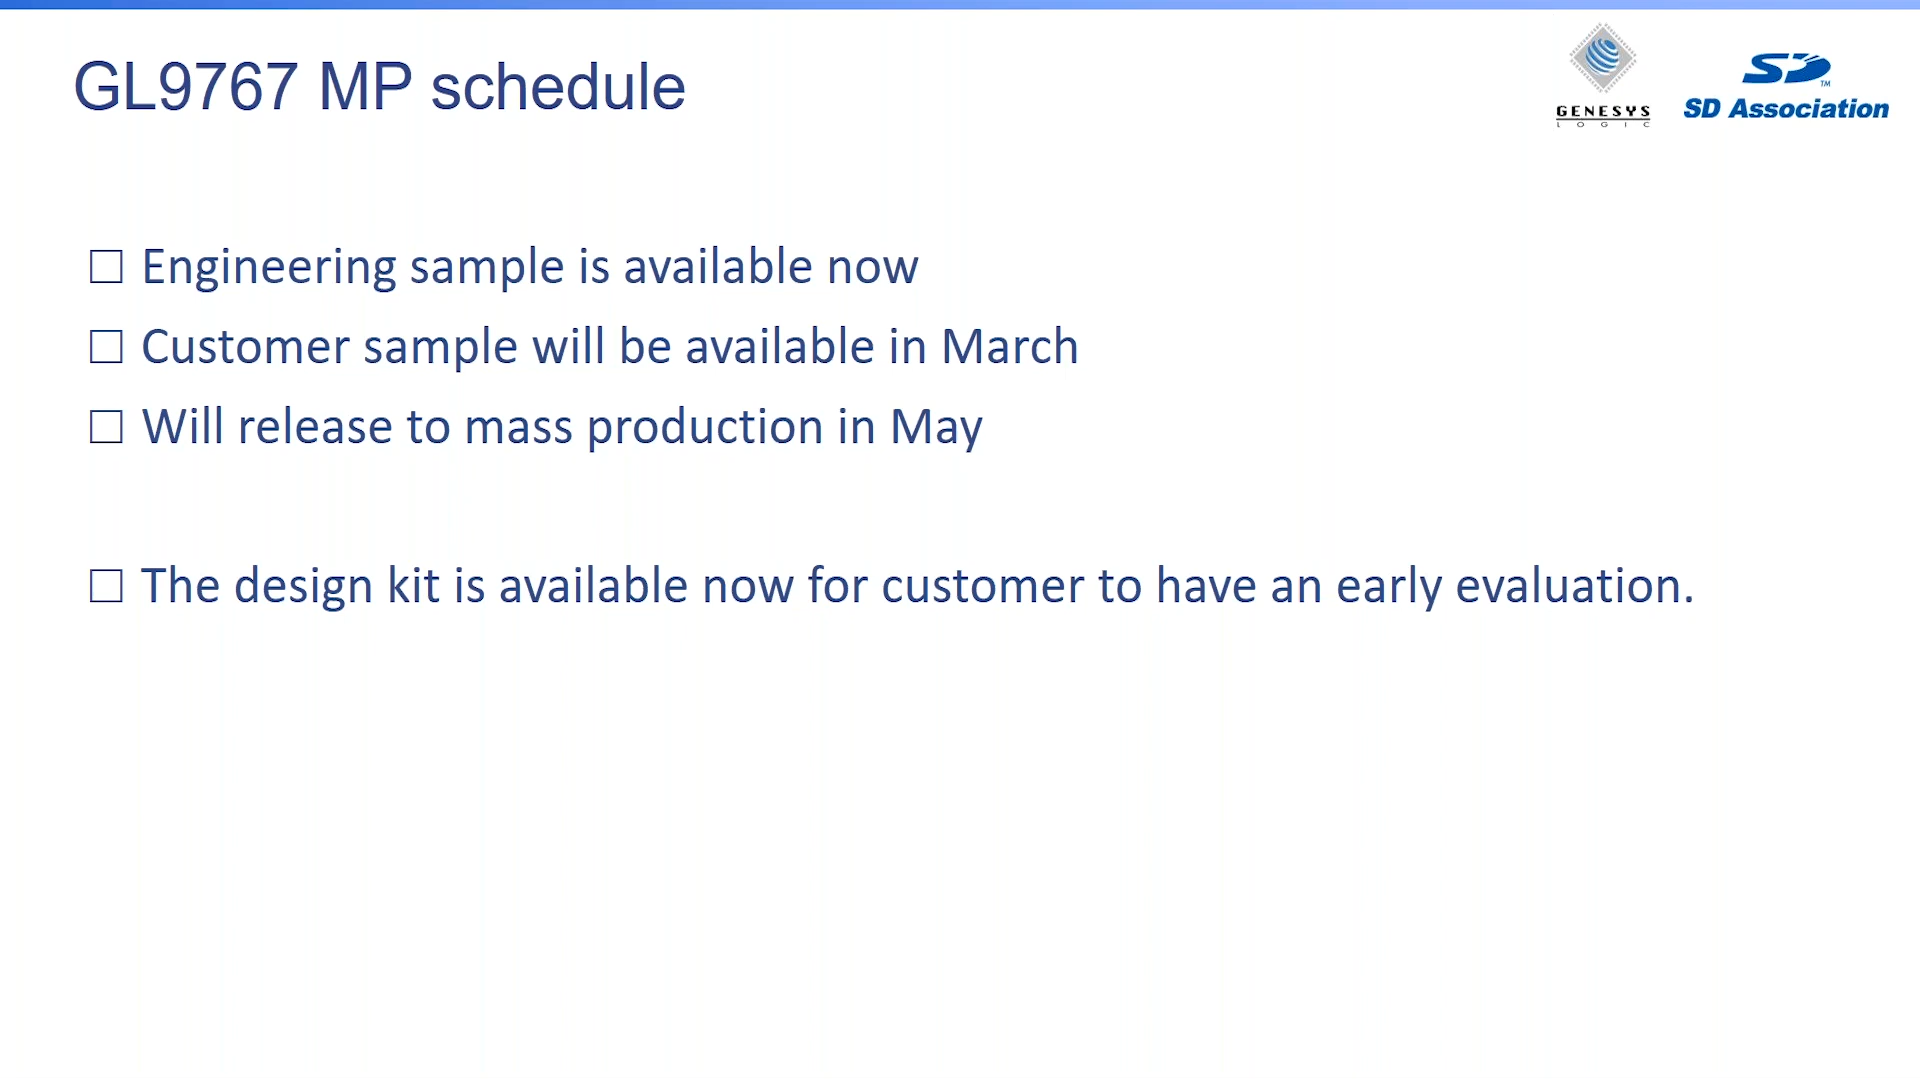 GL9767 MP schedule
GENESYS
LOGIC
SD
TM
SD Association
Engineering sample is available now
Customer sample will be available in March
Will release to mass production in May
The design kit is available now for customer to have an early evaluation.